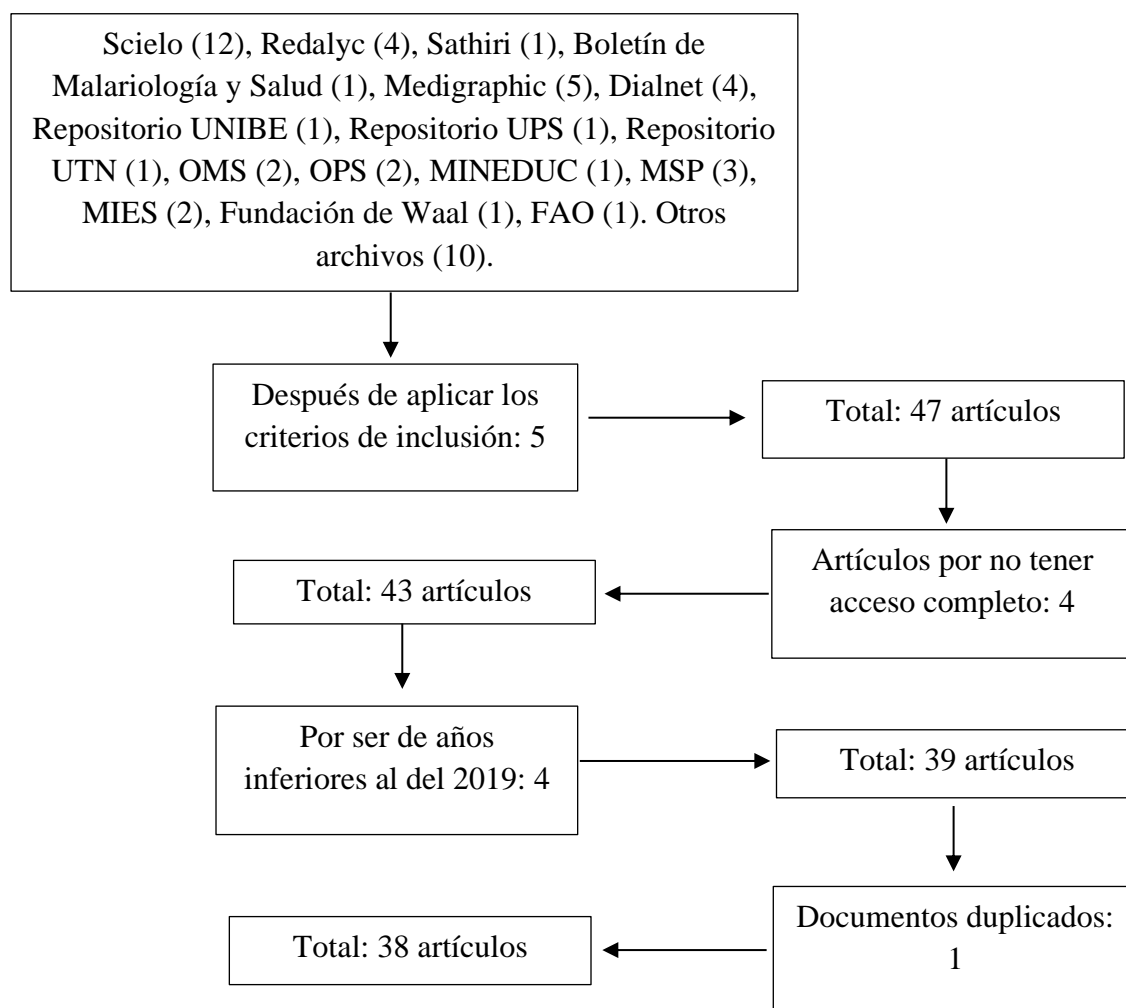 Scielo (12), Redalyc (4), Sathiri (1), Boletín de
Malariología y Salud (1), Medigraphic (5), Dialnet (4),
Repositorio UNIBE (1), Repositorio UPS (1), Repositorio
UTN (1), OMS (2), OPS (2), MINEDUC (1), MSP (3),
MIES (2), Fundación de Waal (1), FAO (1). Otros
archivos (10).
Después de aplicar los
criterios de inclusión: 5
Total: 47 artículos
Artículos por no tener
acceso completo: 4
Total: 43 artículos
Por ser de años
inferiores al del 2019: 4
Total: 39 artículos
Documentos duplicados:
1
Total: 38 artículos